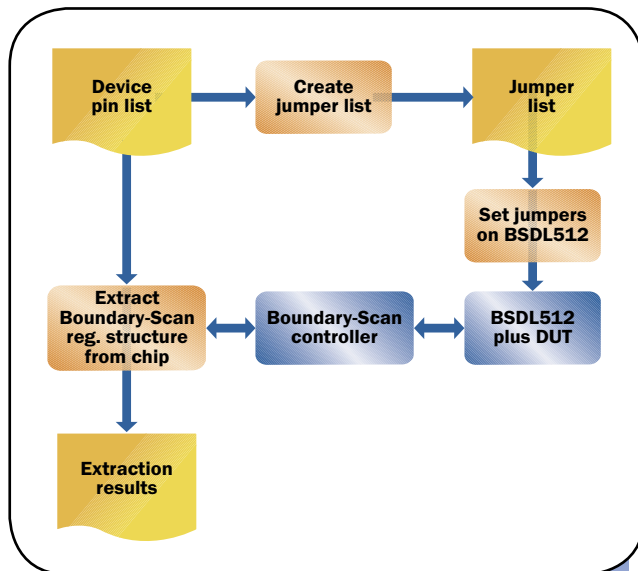 Device
pin list
Create
jumper list
Jumper
list
Set jumpers
on BSDL512
Extract
Boundary-Scan
reg. structure
from chip
Boundary-Scan
controller
BSDL512
plus DUT
Extraction
results